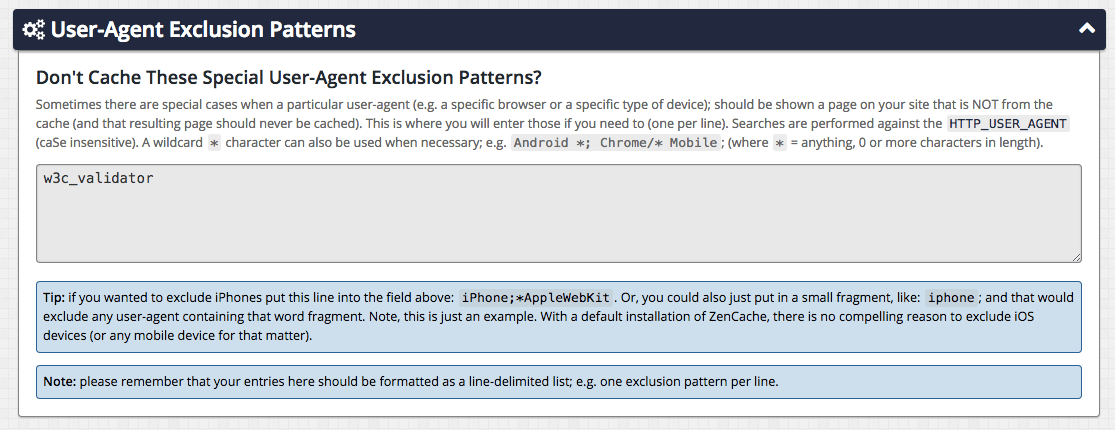 User-Agent Exclusion Patterns
Don't Cache These Special User-Agent Exclusion Patterns?
Sometimes there are special cases when a particular user-agent (e.g. a specific browser or a specific type of device); should be shown a page on your site that is NOT from the
cache (and that resulting page should never be cached). This is where you will enter those if you need to (one per line). Searches are performed against the HTTP_USER_AGENT
(caSe insensitive). A wildcard * character can also be used when necessary; e.g. Android *; Chrome/* Mobile; (where * = anything, 0 or more characters in length).
w3c_validator
Tip: if you wanted to exclude iPhones put this line into the field above: iPhone;*AppleWebKit. Or, you could also just put in a small fragment, like: iphone; and that would
exclude any user-agent containing that word fragment. Note, this is just an example. With a default installation of ZenCache, there is no compelling reason to exclude iOS
devices (or any mobile device for that matter).
Note: please remember that your entries here should be formatted as a line-delimited list; e.g. one exclusion pattern per line.